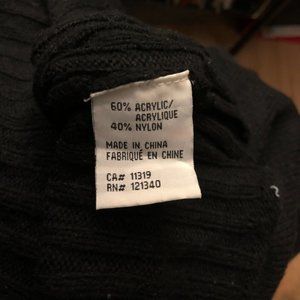 60% ACRYLIC/
ACRYLIQUE
40% NYLON
MADE IN CHINA
FABRIQUÉ EN CHINE
CA# 11319
RN# 121340